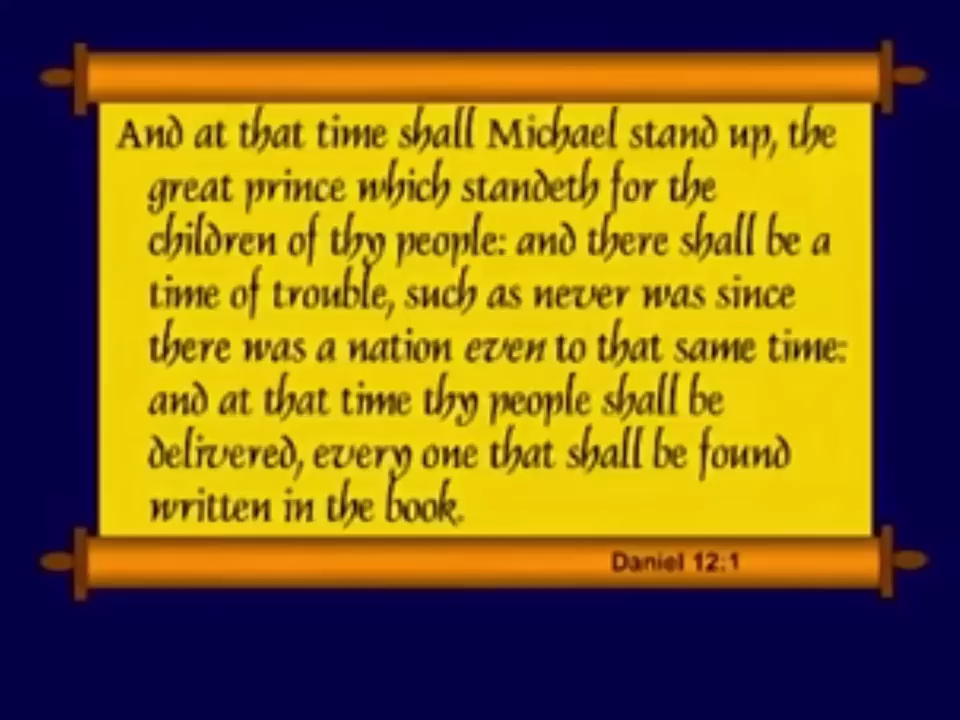 And at that time shall Michael stand up, the
great prince which standeth for the
children of thy people: and there shall be a
time of trouble, such as never was since
there was a nation even to that same time:
and at that time thy people shall be
delivered, every one that shall be found
written in the book.
Daniel 12:1